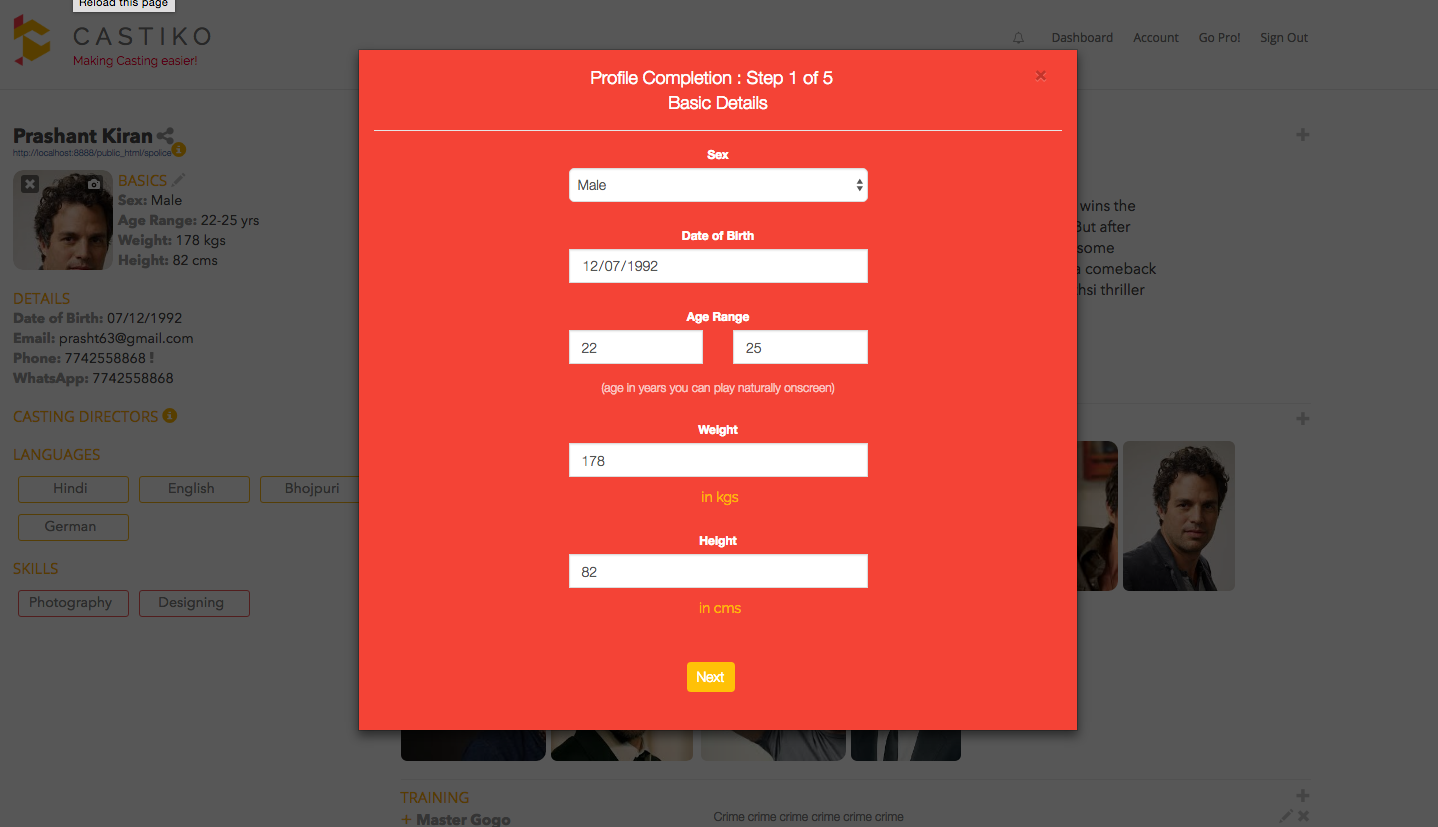 Reload this page
CASTIKO
Making Casting easier!
Dashboard Account Go Pro! Sign Out
Prashant Kiran
http://localhost:8888/public_html/spolice
BASICS
Sex: Male
Age Range: 22-25 yrs
Weight: 178 kgs
Height: 82 cms
DETAILS
Date of Birth: 07/12/1992
Email: prasht63@gmail.com
Phone: 7742558868 !
WhatsApp: 7742558868
CASTING DIRECTORS
LANGUAGES
Hindi English Bhojpuri
German
SKILLS
Photography Designing
Profile Completion : Step 1 of 5
×
Basic Details
Sex
Male
Date of Birth
12/07/1992
Age Range
22 25
(age in years you can play naturally onscreen)
Weight
178
in kgs
Height
82
in cms
Next
wins the
But after
some
a comeback
thsi thriller
TRAINING
+ Master Gogo
Crime crime crime crime crime crime